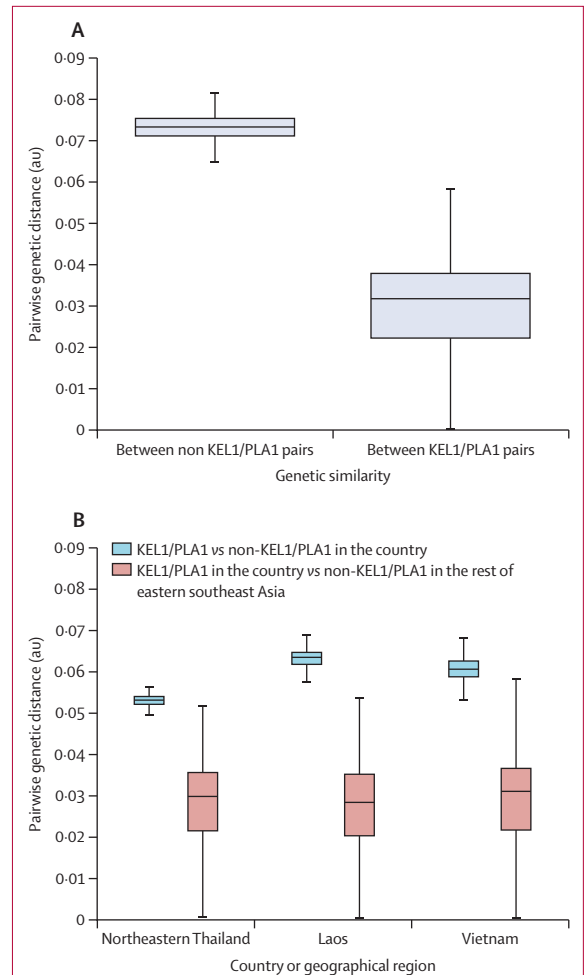 A
Pairwise genetic distance (au)
0·09
0·08
0·07
0·06
0·05
0·04
0·03
0·02
0·01
0
Between non KEL1/PLA1 pairs
Between KEL1/PLA1 pairs
Genetic similarity
B
KEL1/PLA1 vs non-KEL1/PLA1 in the country
KEL1/PLA1 in the country vs non-KEL1/PLA1 in the rest of
eastern southeast Asia
Pairwise genetic distance (au)
0·09
0·08
0·07
0·06
0·05
0·04
0·03
0·02
0·01
0
Northeastern Thailand
Laos
Vietnam
Country or geographical region